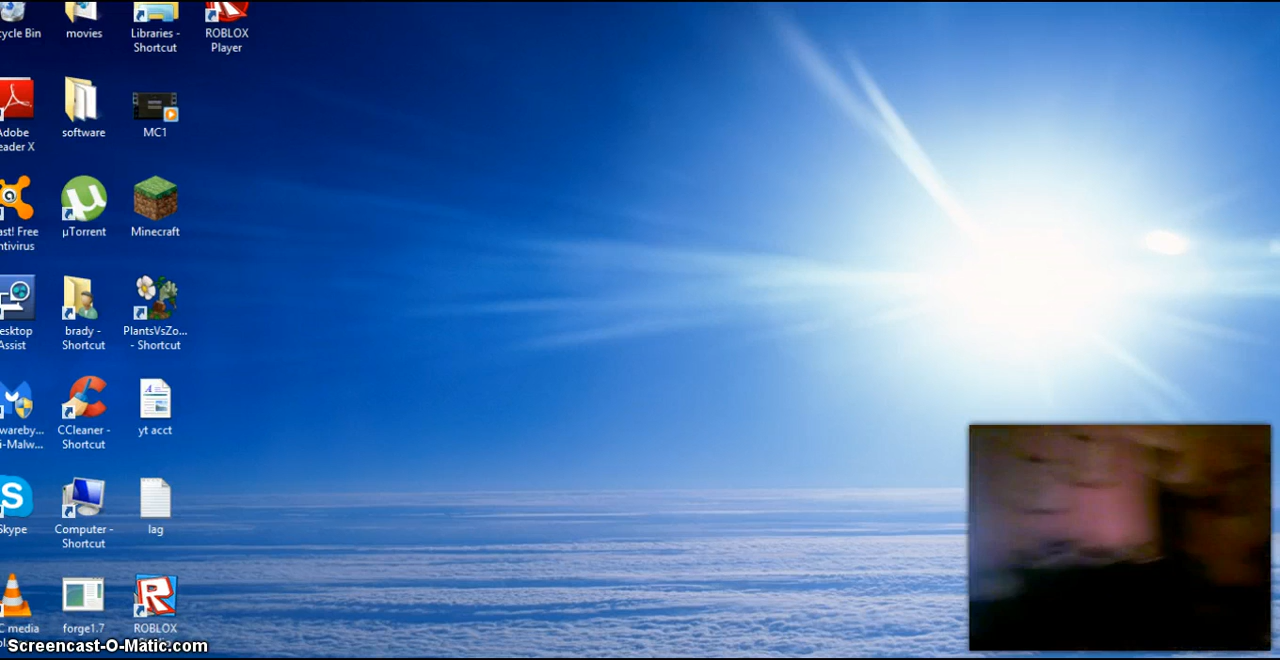 cycle Bin
movies
Libraries -
Shortcut
ROBLOX
Player
Adobe
eader X
software
MC1
ast! Free
ntivirus
µTorrent
Minecraft
esktop
Assist
brady -
Shortcut
PlantsVsZo...
- Shortcut
wareby...
i-Malw...
CCleaner -
Shortcut
yt acct
Skype
Computer -
Shortcut
lag
C media
forge1.7
ROBLOX
Screencast-O-Matic.com